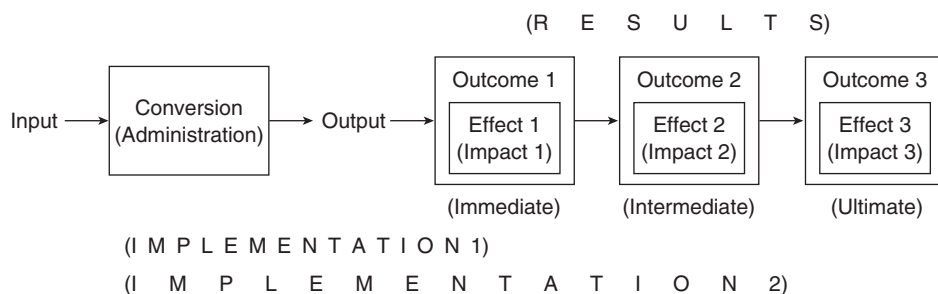 (R E S U L T S)
Outcome 1 Outcome 2 Outcome 3
Input Conversion (Administration) Output Effect 1 (Impact 1) Effect 2 (Impact 2) Effect 3 (Impact 3)
(Immediate) (Intermediate) (Ultimate)
(I M P L E M E N T A T I O N 1)
(I M P L E M E N T A T I O N 2)